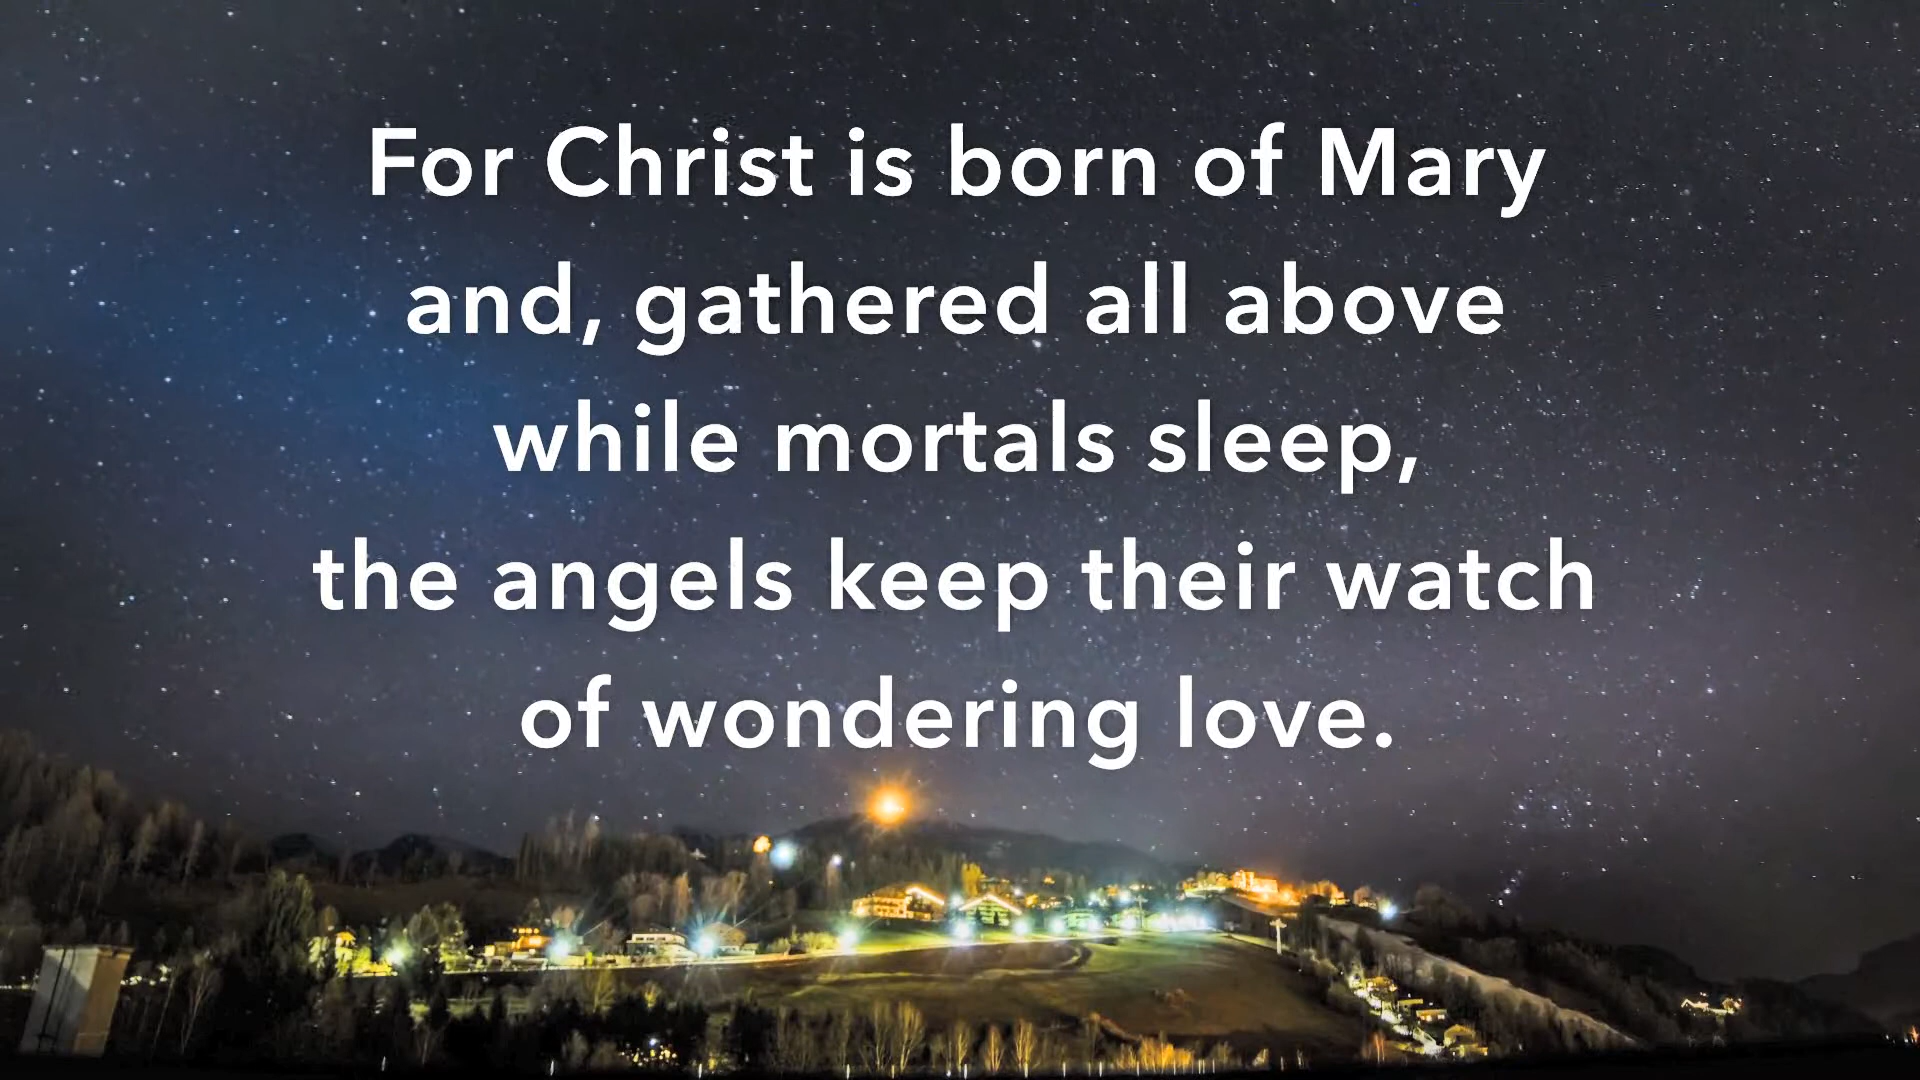 For Christ is born of Mary
and, gathered all above
while mortals sleep,
the angels keep their watch
of wondering love.